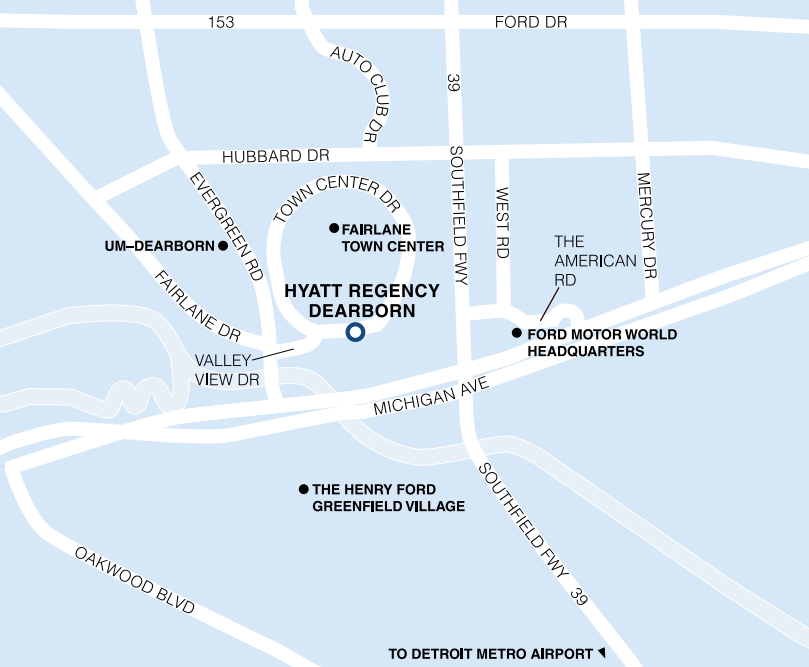 153
FORD DR
AUTO CLUB DR
39
HUBBARD DR
SOUTHFIELD FWY
EVERGREEN RD
TOWN CENTER DR
WEST RD
MERCURY DR
FAIRLANE
TOWN CENTER
UM–DEARBORN
THE
AMERICAN
RD
FAIRLANE DR
HYATT REGENCY
DEARBORN
FORD MOTOR WORLD
HEADQUARTERS
VALLEY
VIEW DR
MICHIGAN AVE
THE HENRY FORD
GREENFIELD VILLAGE
SOUTHFIELD FWY 39
OAKWOOD BLVD
TO DETROIT METRO AIRPORT